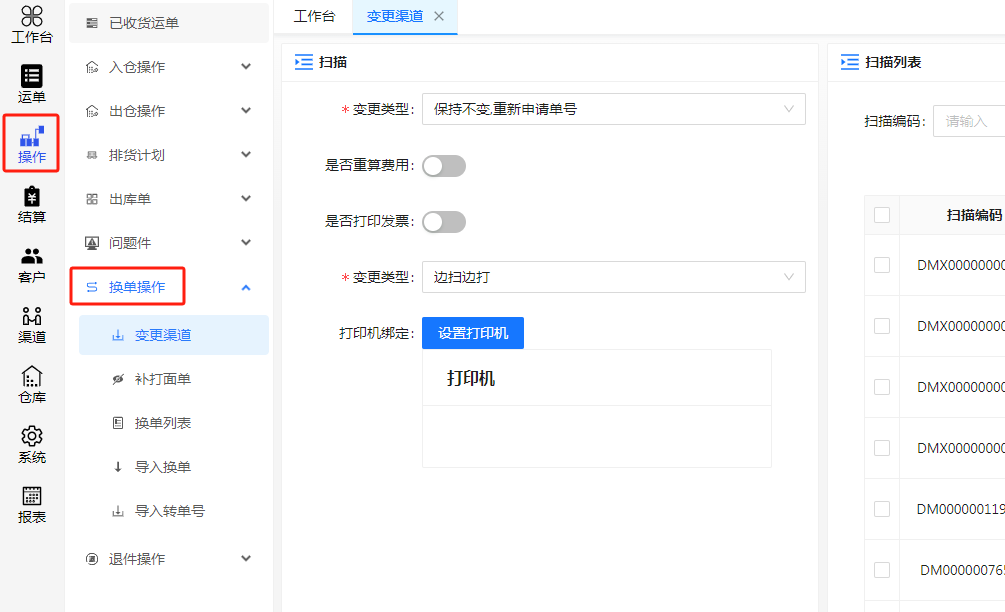 工作台
运单
操作
结算
客户
渠道
仓库
系统
报表
已收货运单
入仓操作
出仓操作
排货计划
出库单
问题件
换单操作
变更渠道
补打面单
换单列表
导入换单
导入转单号
退件操作
工作台
变更渠道
扫描
*变更类型:
保持不变,重新申请单号
是否重算费用:
是否打印发票:
*变更类型:
边扫边打
打印机绑定:
设置打印机
打印机
扫描列表
扫描编码:
请输入
扫描编码
DMX0000000
DMX0000000
DMX0000000
DMX0000000
DM000000119
DM00000076